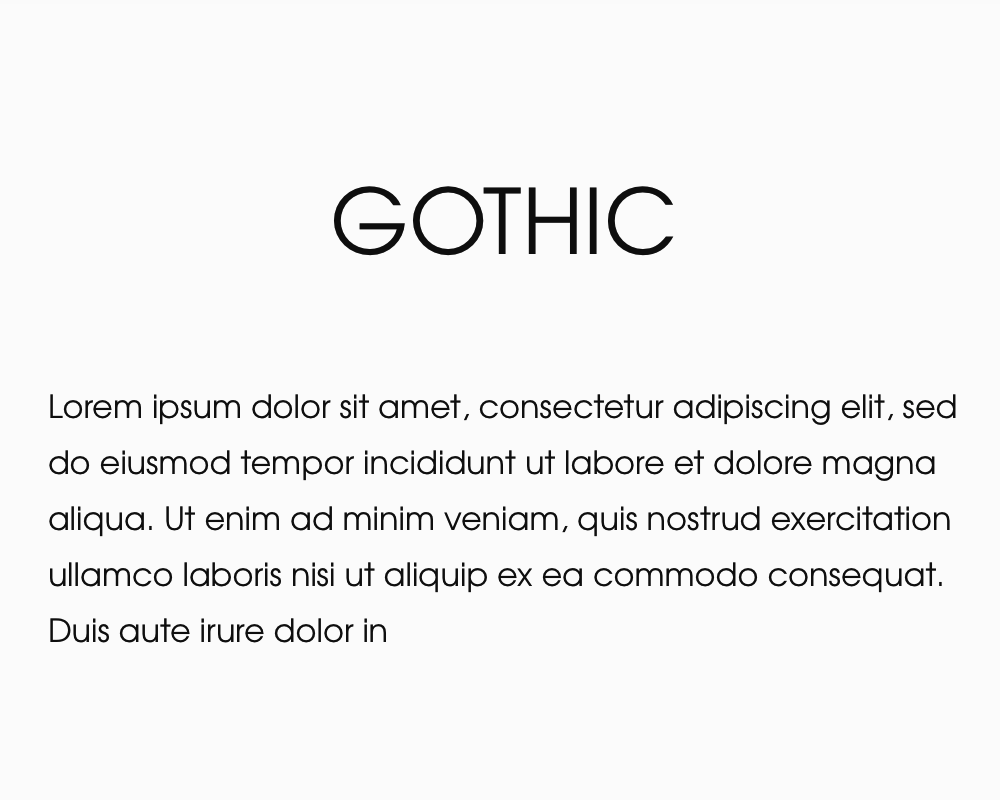 GOTHIC
Lorem ipsum dolor sit amet, consectetur adipiscing elit, sed
do eiusmod tempor incididunt ut labore et dolore magna
aliqua. Ut enim ad minim veniam, quis nostrud exercitation
ullamco laboris nisi ut aliquip ex ea commodo consequat.
Duis aute irure dolor in